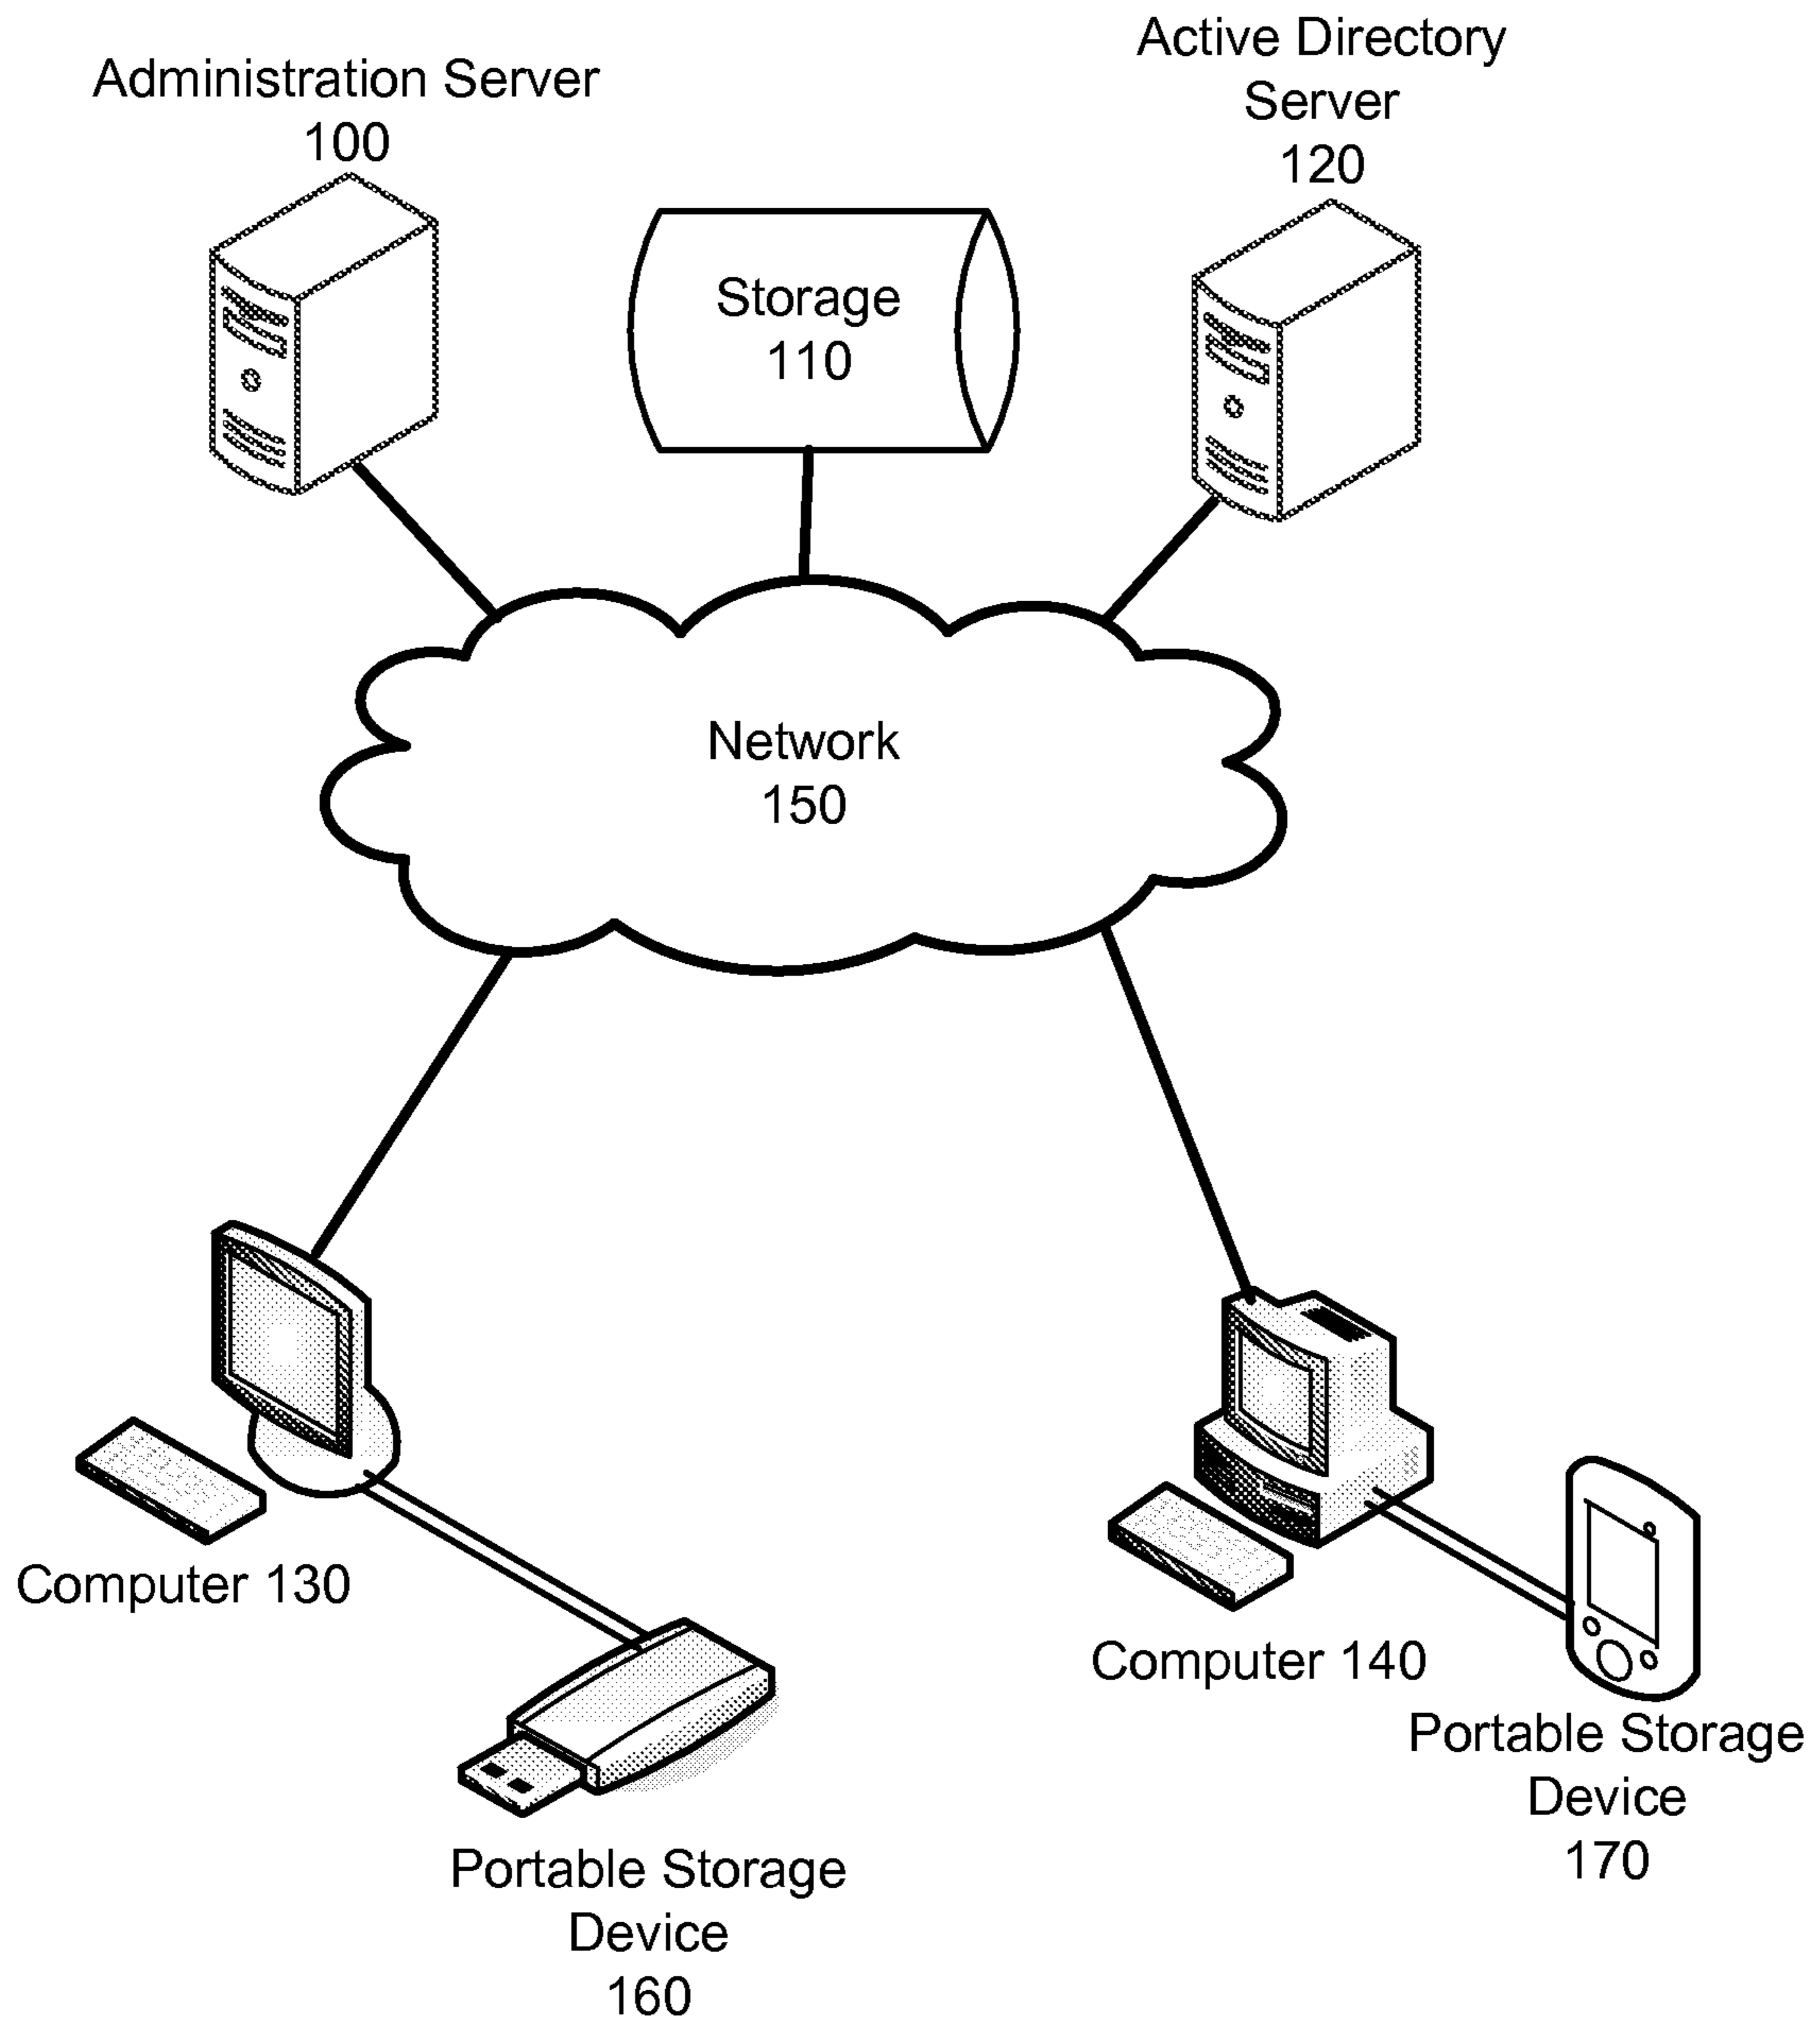 Administration Server
100
Active Directory
Server
120
Storage
110
Network
150
Computer 130
Computer 140
Portable Storage
Device
170
Portable Storage
Device
160